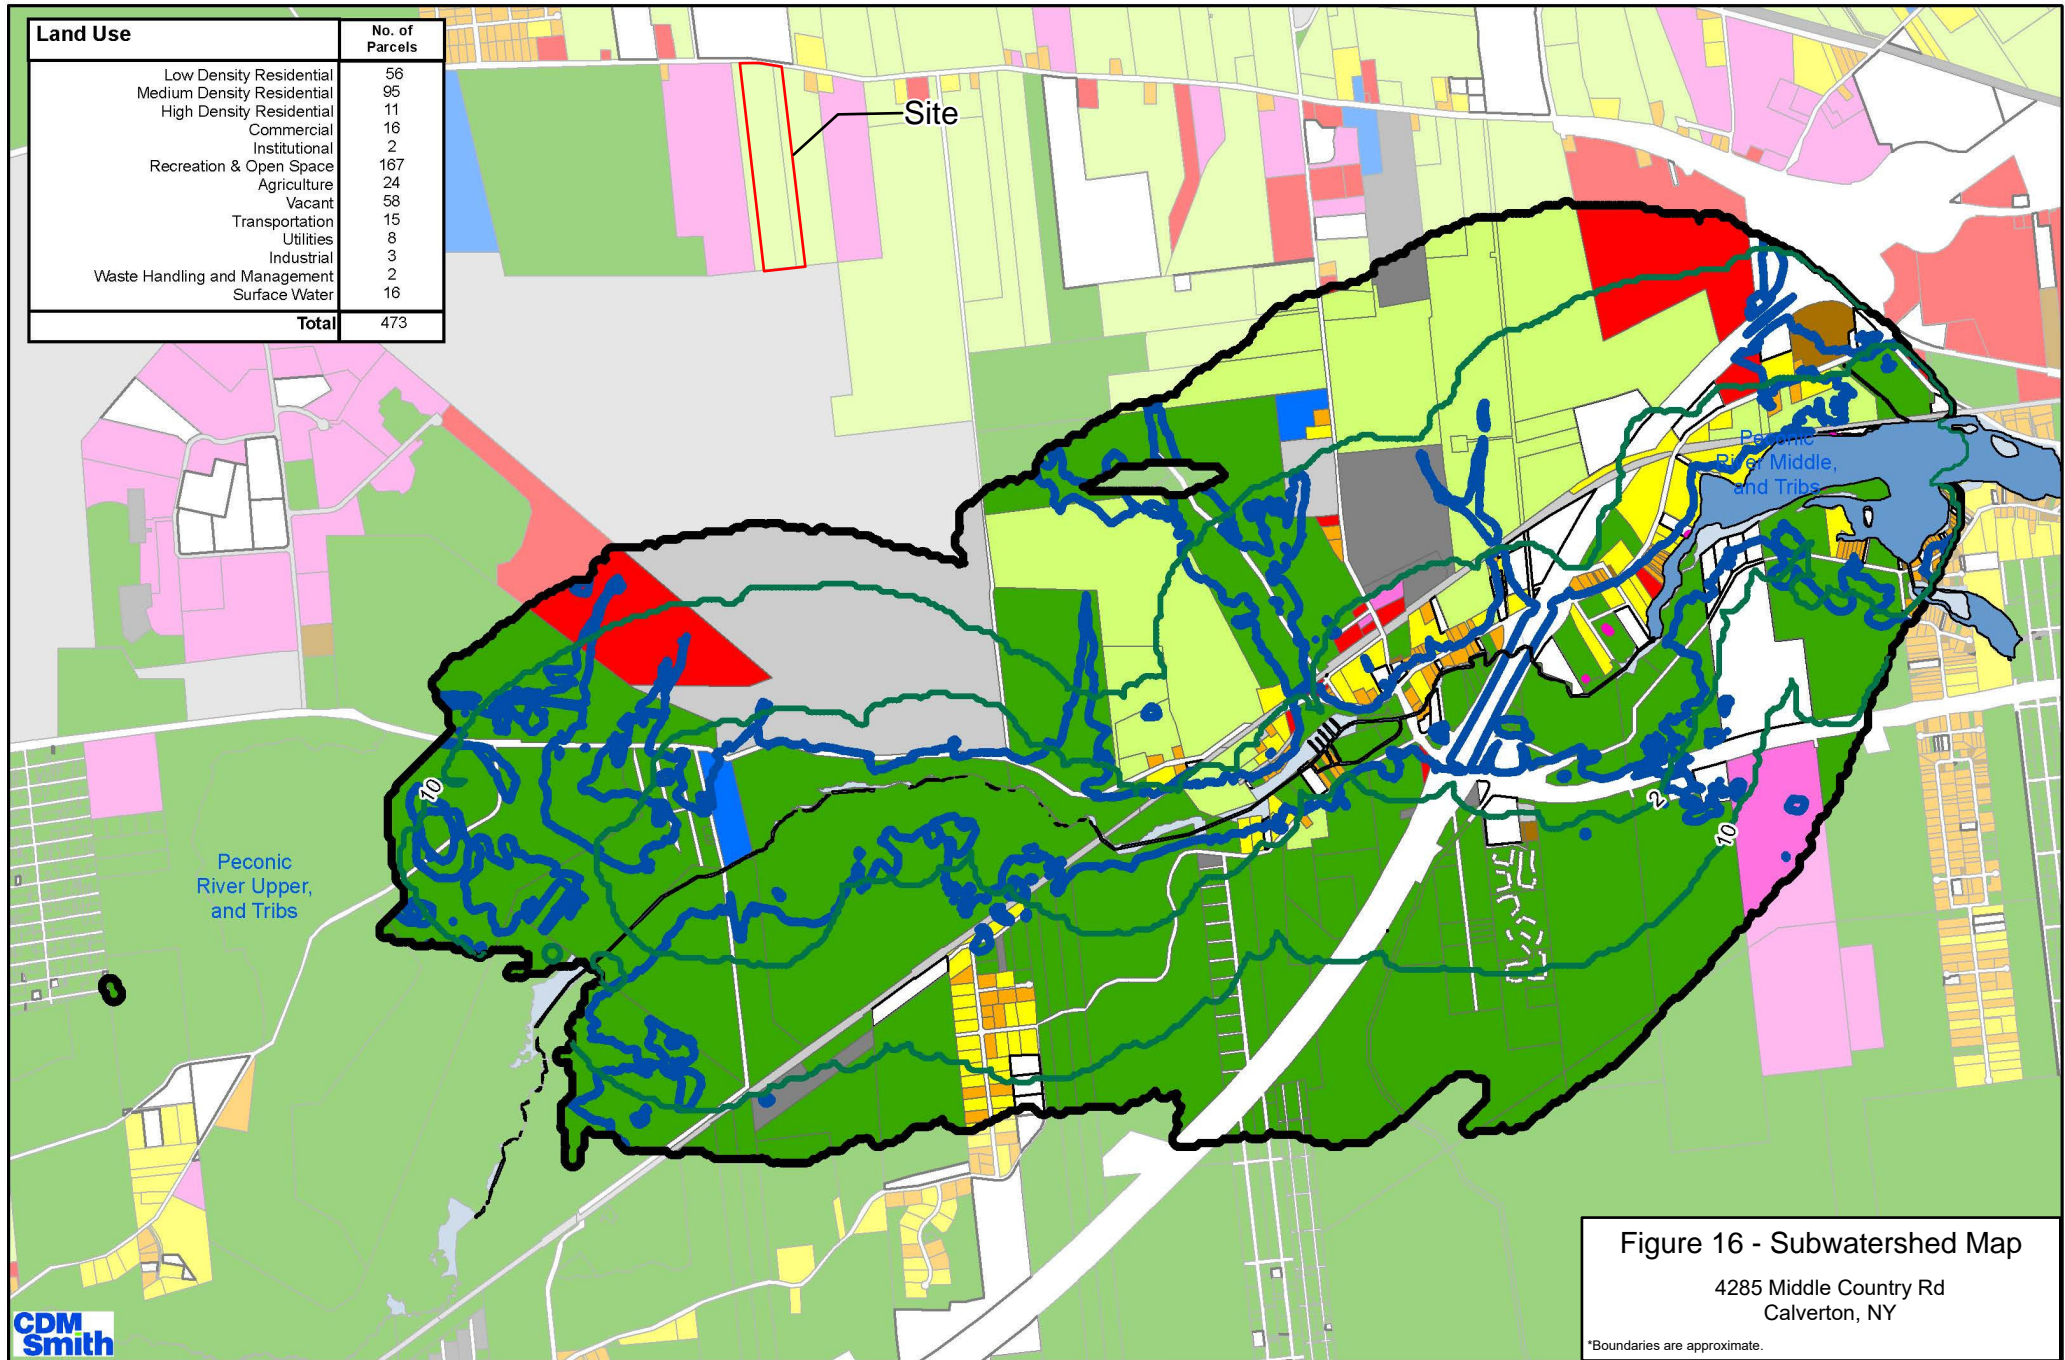 Land Use No. of
Parcels
Low Density Residential 56
Medium Density Residential 95
High Density Residential 11
Commercial 16
Institutional 2
Recreation & Open Space 167
Agriculture 24
Vacant 58
Transportation 15
Utilities 8
Industrial 3
Waste Handling and Management 2
Surface Water 16
Total 473
Site
Peconic
River Middle,
and Tribs
10
2
10
Peconic
River Upper,
and Tribs
Figure 16 - Subwatershed Map
4285 Middle Country Rd
Calverton, NY
*Boundaries are approximate.
CDM
Smith